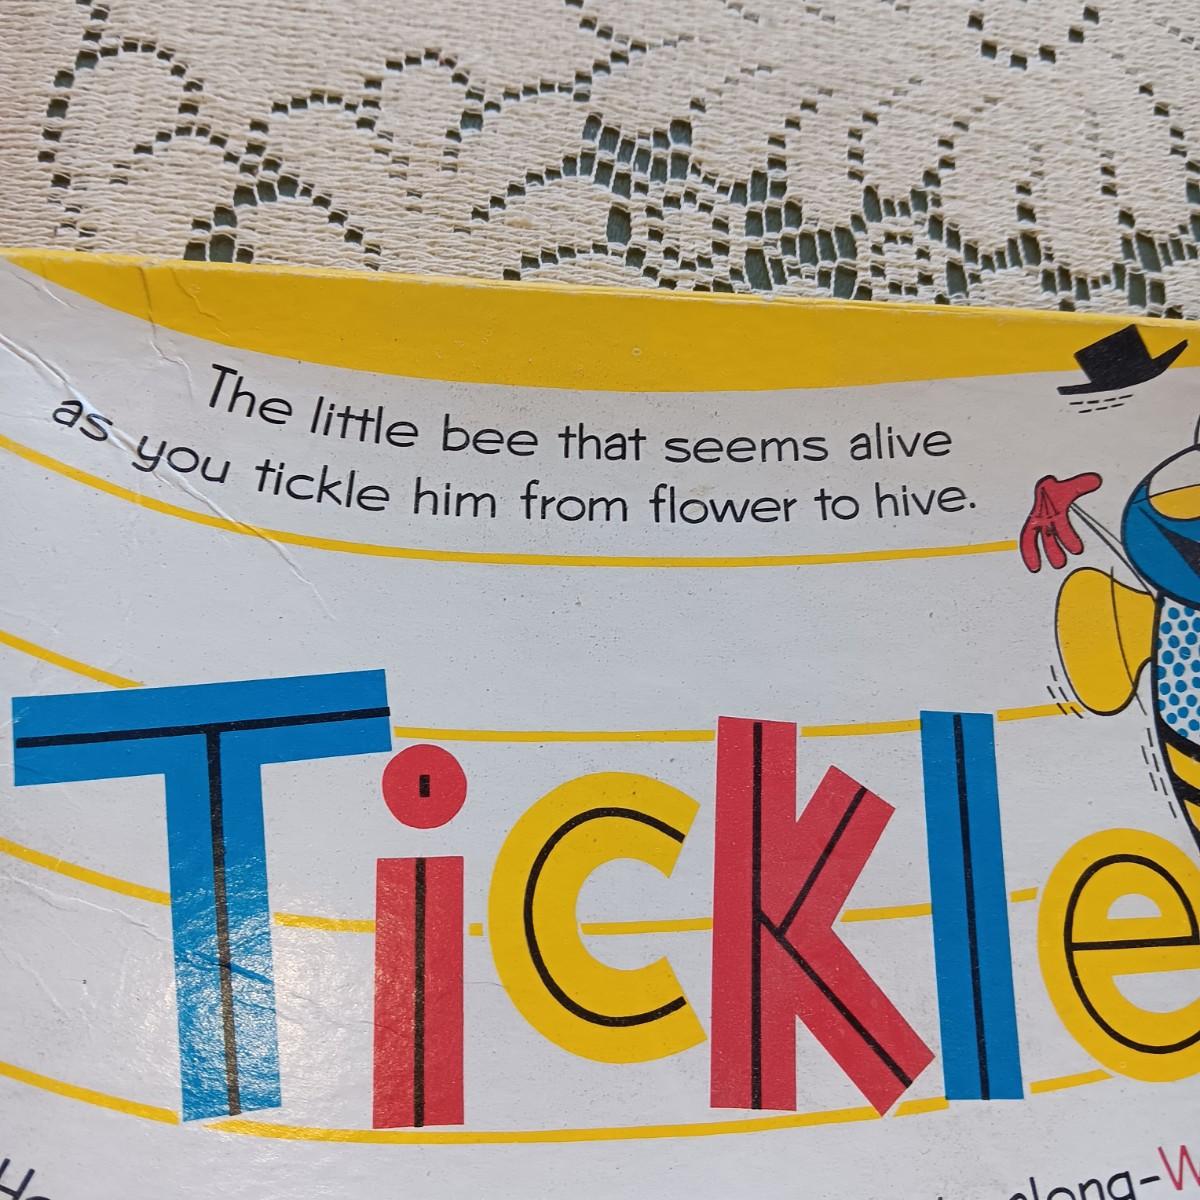 The little bee that seems alive
as you tickle him from flower to hive.
Tickle